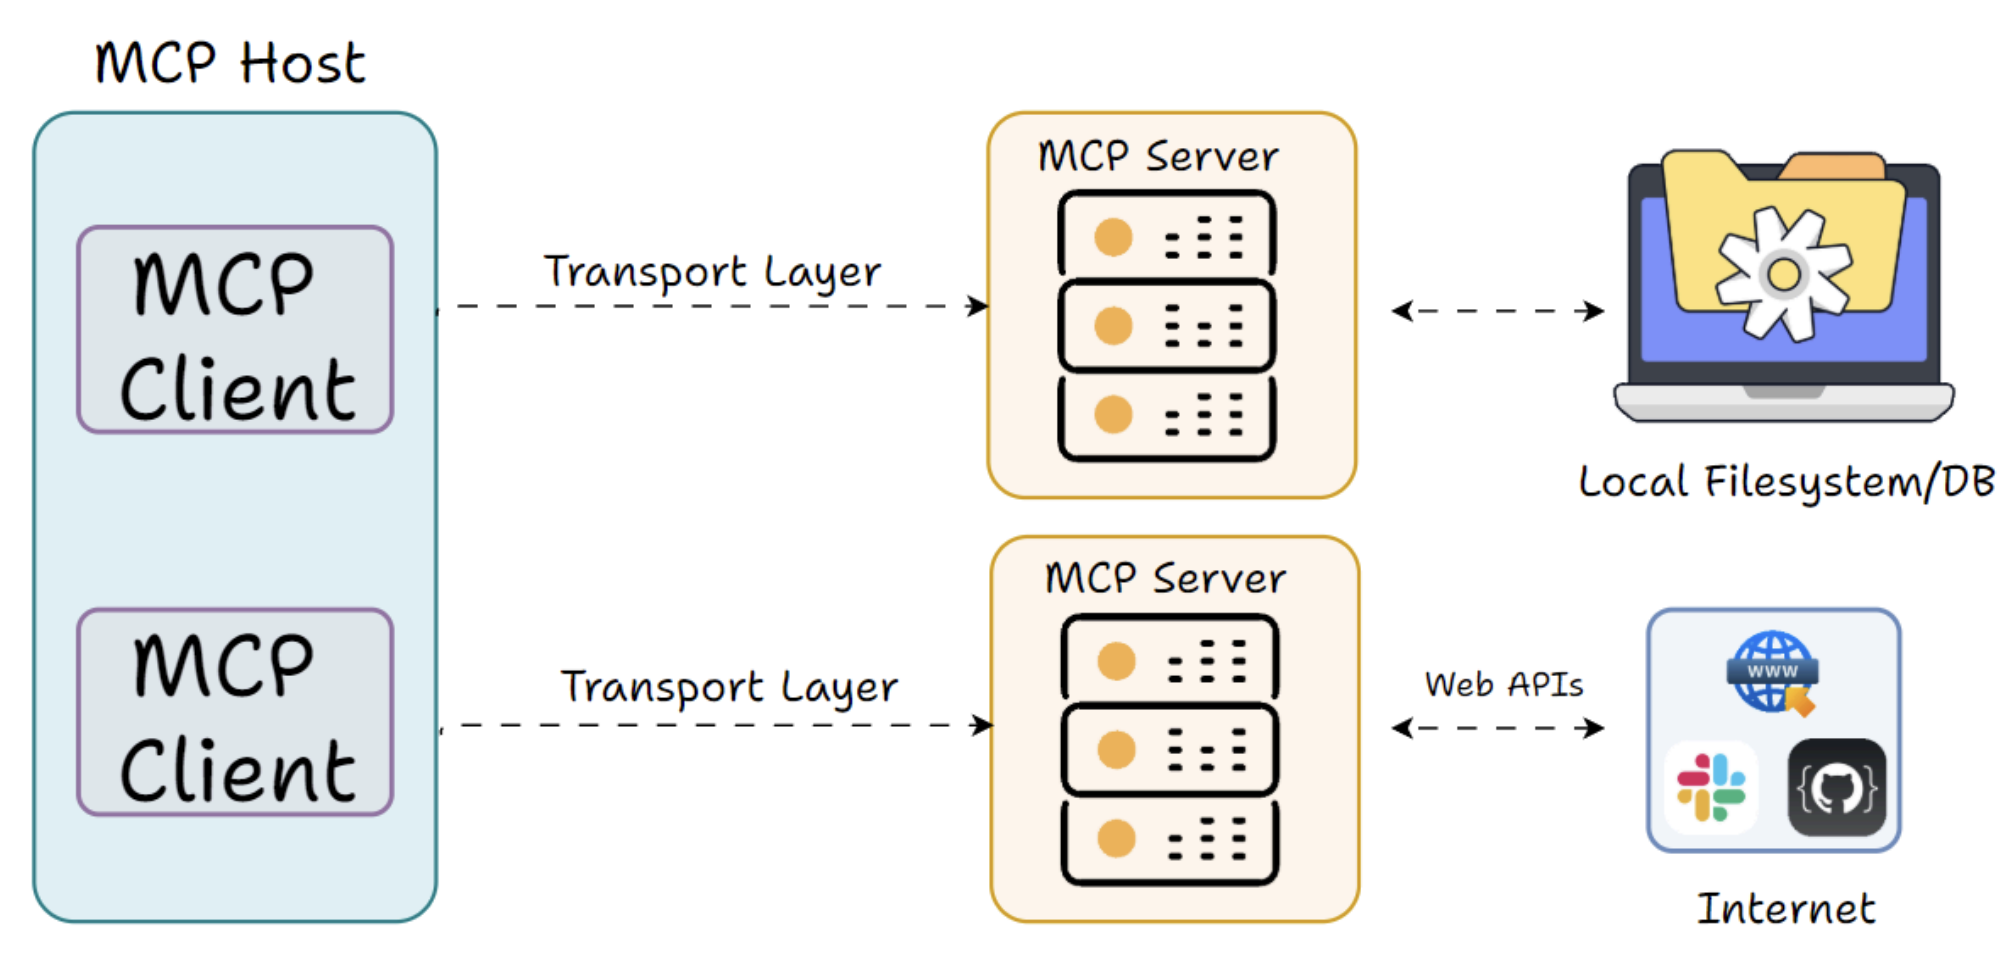 MCP Host
MCP
Client
Transport Layer
MCP Server
Local Filesystem/DB
MCP
Client
Transport Layer
MCP Server
Web APIs
WWW
Internet